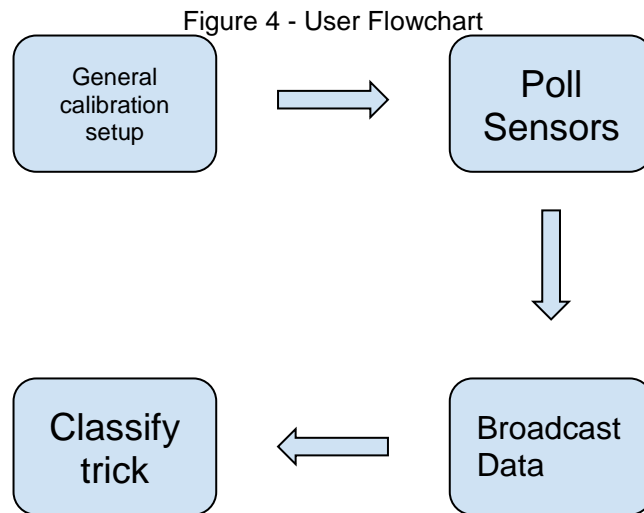 Figure 4 - User Flowchart
General
calibration
setup
Poll
Sensors
Broadcast
Data
Classify
trick